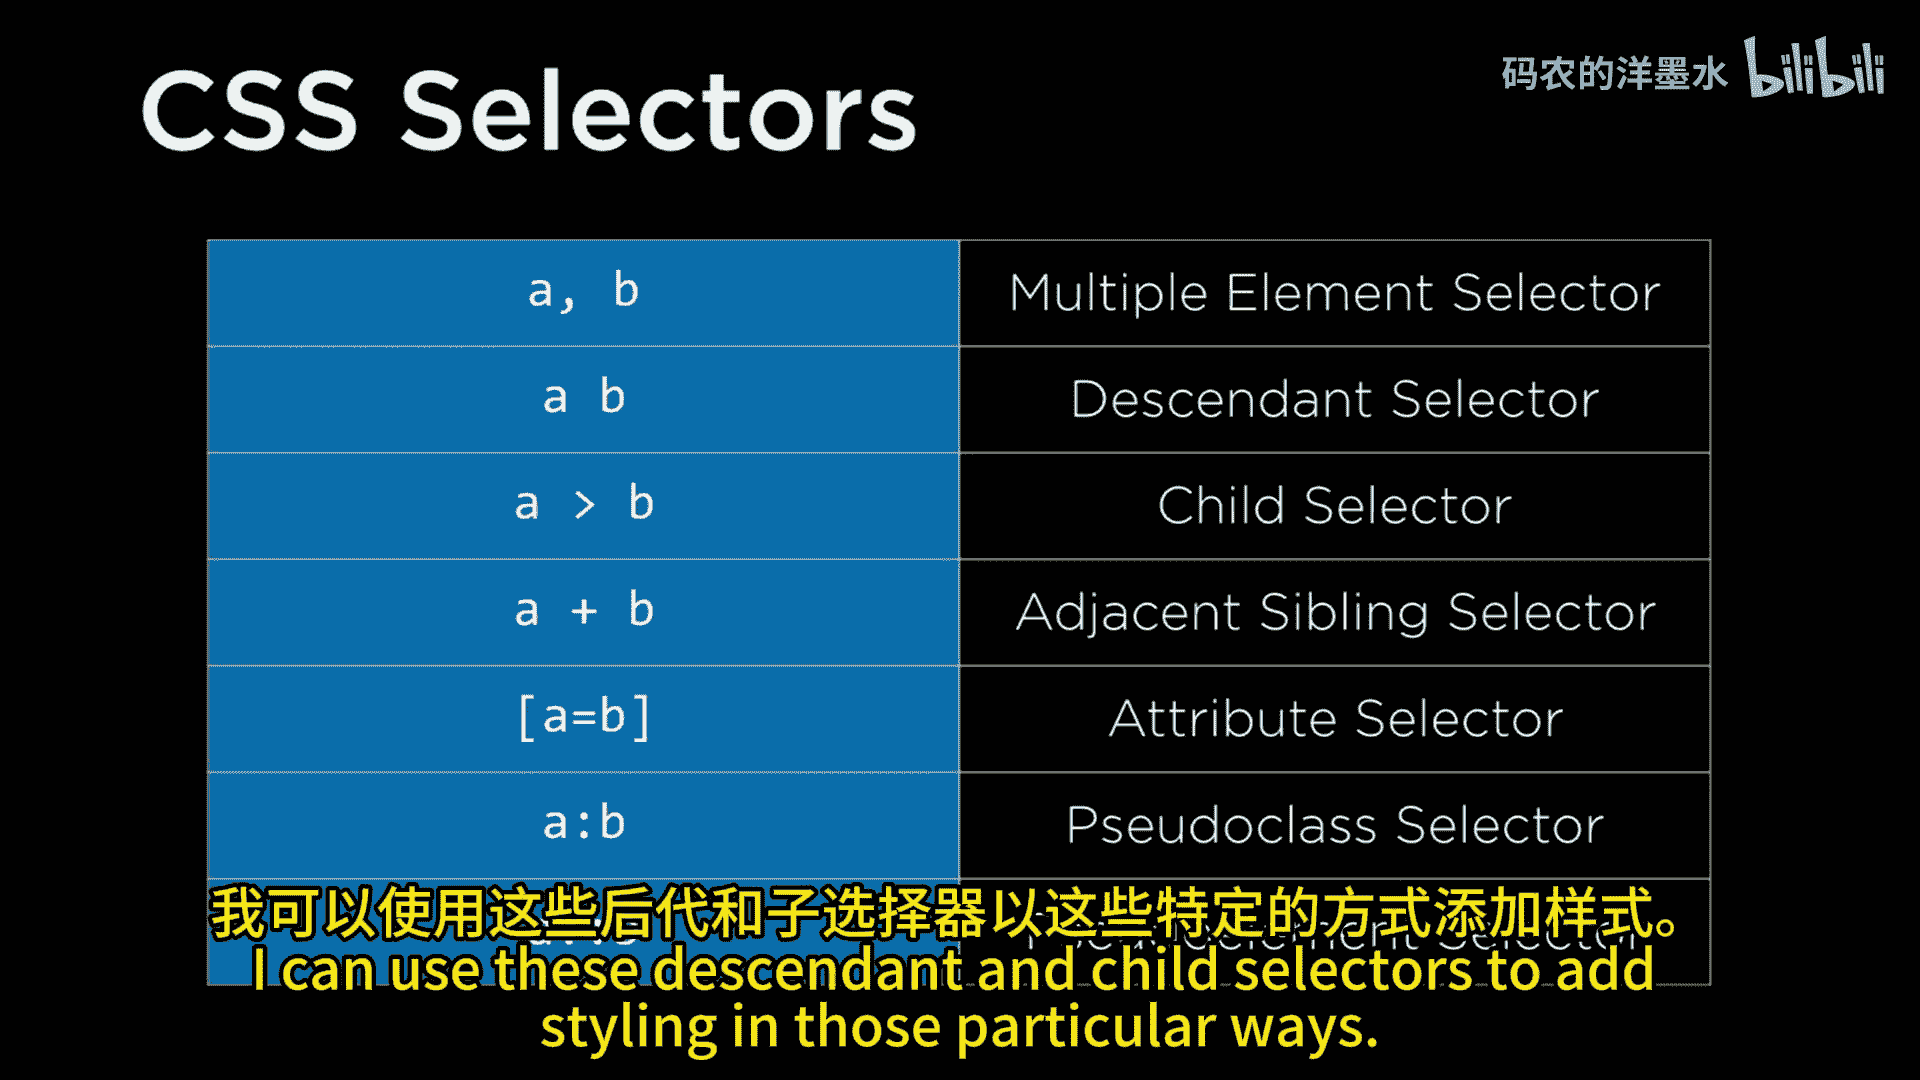 码农的洋墨水 bilibili
CSS Selectors
a, b Multiple Element Selector
a b Descendant Selector
a > b Child Selector
a + b Adjacent Sibling Selector
[a=b] Attribute Selector
a:b Pseudoclass Selector
a::b Pseudoelement Selector
我可以使用这些后代和子选择器以这些特定的方式添加样式。
I can use these descendant and child selectors to add
styling in those particular ways.